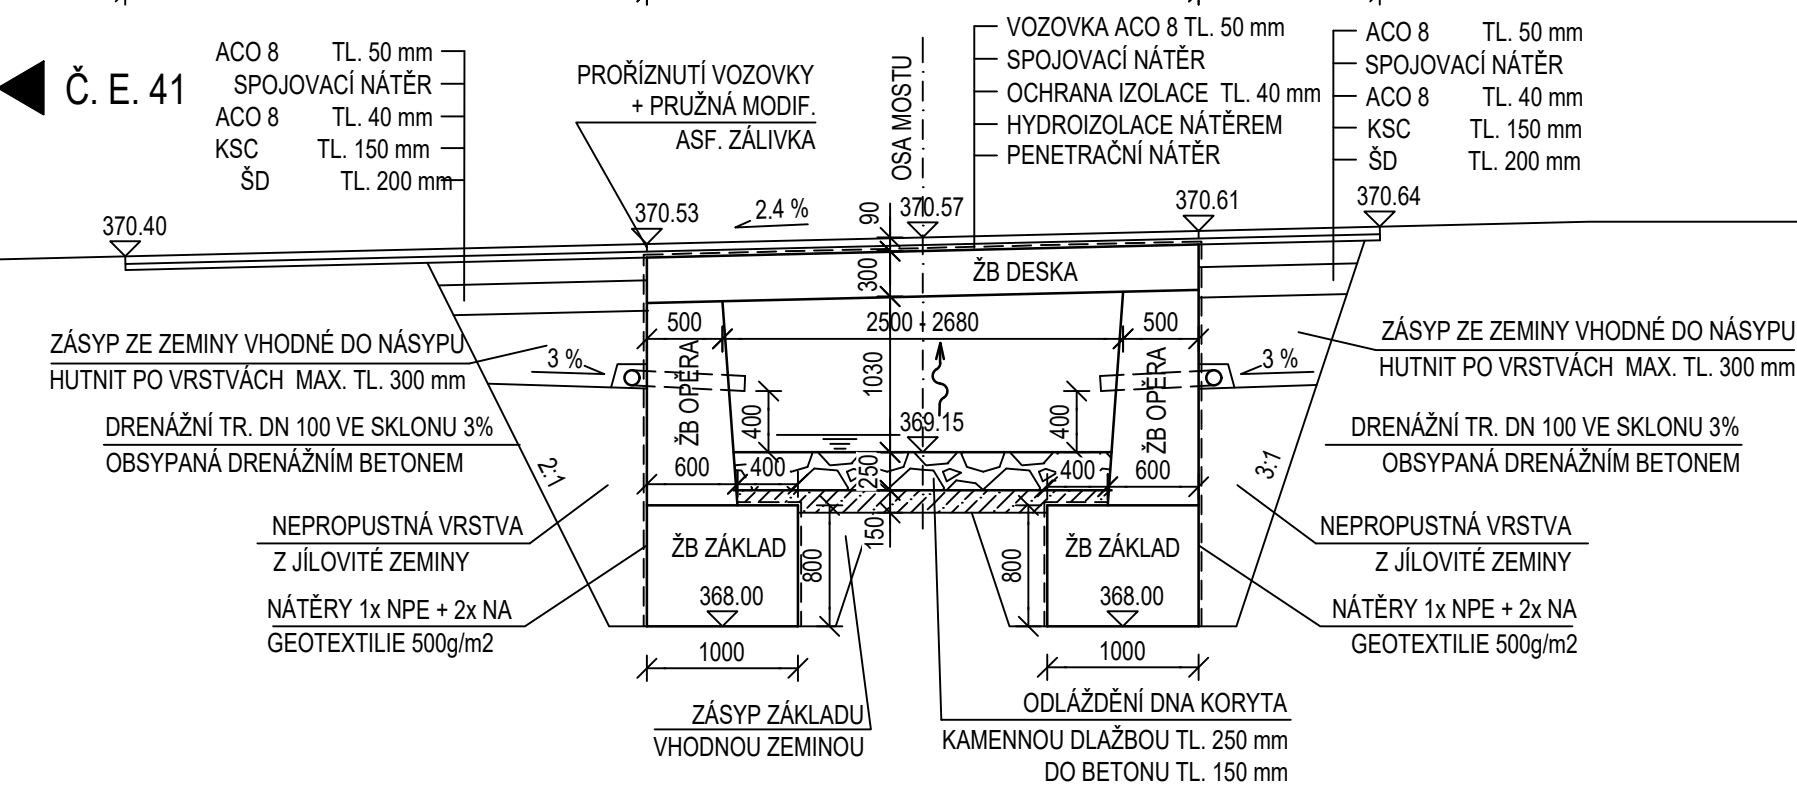 Č. E. 41
ACO 8 TL. 50 mm
SPOJOVACÍ NÁTĚR
ACO 8 TL. 40 mm
KSC TL. 150 mm
ŠD TL. 200 mm
PROŘÍZNUTÍ VOZOVKY
+ PRUŽNÁ MODIF.
ASF. ZÁLIVKA
OSA MOSTU
VOZOVKA ACO 8 TL. 50 mm
SPOJOVACÍ NÁTĚR
OCHRANA IZOLACE TL. 40 mm
HYDROIZOLACE NÁTĚREM
PENETRAČNÍ NÁTĚR
ACO 8 TL. 50 mm
SPOJOVACÍ NÁTĚR
ACO 8 TL. 40 mm
KSC TL. 150 mm
ŠD TL. 200 mm
370.40
370.53
2.4 %
90
370.57
370.61
370.64
300
ŽB DESKA
500
2500 - 2680
500
ZÁSYP ZE ZEMINY VHODNÉ DO NÁSYPU
HUTNIT PO VRSTVÁCH MAX. TL. 300 mm
3 %
ŽB OPĚRA
1030
ŽB OPĚRA
3 %
ZÁSYP ZE ZEMINY VHODNÉ DO NÁSYPU
HUTNIT PO VRSTVÁCH MAX. TL. 300 mm
DRENÁŽNÍ TR. DN 100 VE SKLONU 3%
OBSYPANÁ DRENÁŽNÍM BETONEM
400
369.15
400
DRENÁŽNÍ TR. DN 100 VE SKLONU 3%
OBSYPANÁ DRENÁŽNÍM BETONEM
2:1
600
400
250
400
600
3:1
NEPROPUSTNÁ VRSTVA
Z JÍLOVITÉ ZEMINY
ŽB ZÁKLAD
800
150
800
ŽB ZÁKLAD
NEPROPUSTNÁ VRSTVA
Z JÍLOVITÉ ZEMINY
NÁTĚRY 1x NPE + 2x NA
GEOTEXTILIE 500g/m2
368.00
368.00
NÁTĚRY 1x NPE + 2x NA
GEOTEXTILIE 500g/m2
1000
1000
ZÁSYP ZÁKLADU
VHODNOU ZEMINOU
ODLÁŽDĚNÍ DNA KORYTA
KAMENNOU DLAŽBOU TL. 250 mm
DO BETONU TL. 150 mm